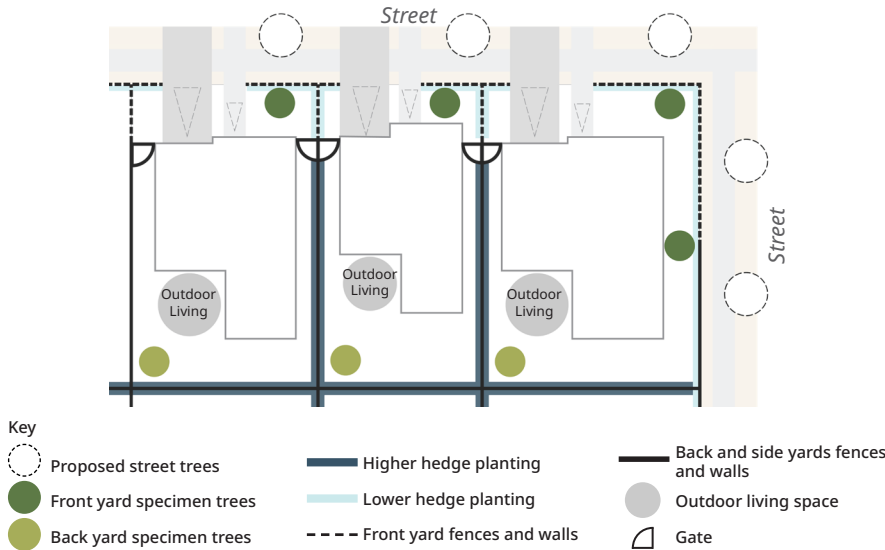 Street
Street
Outdoor
Living
Outdoor
Living
Outdoor
Living
Key
Proposed street trees
Front yard specimen trees
Back yard specimen trees
Higher hedge planting
Lower hedge planting
Front yard fences and walls
Back and side yards fences
and walls
Outdoor living space
Gate